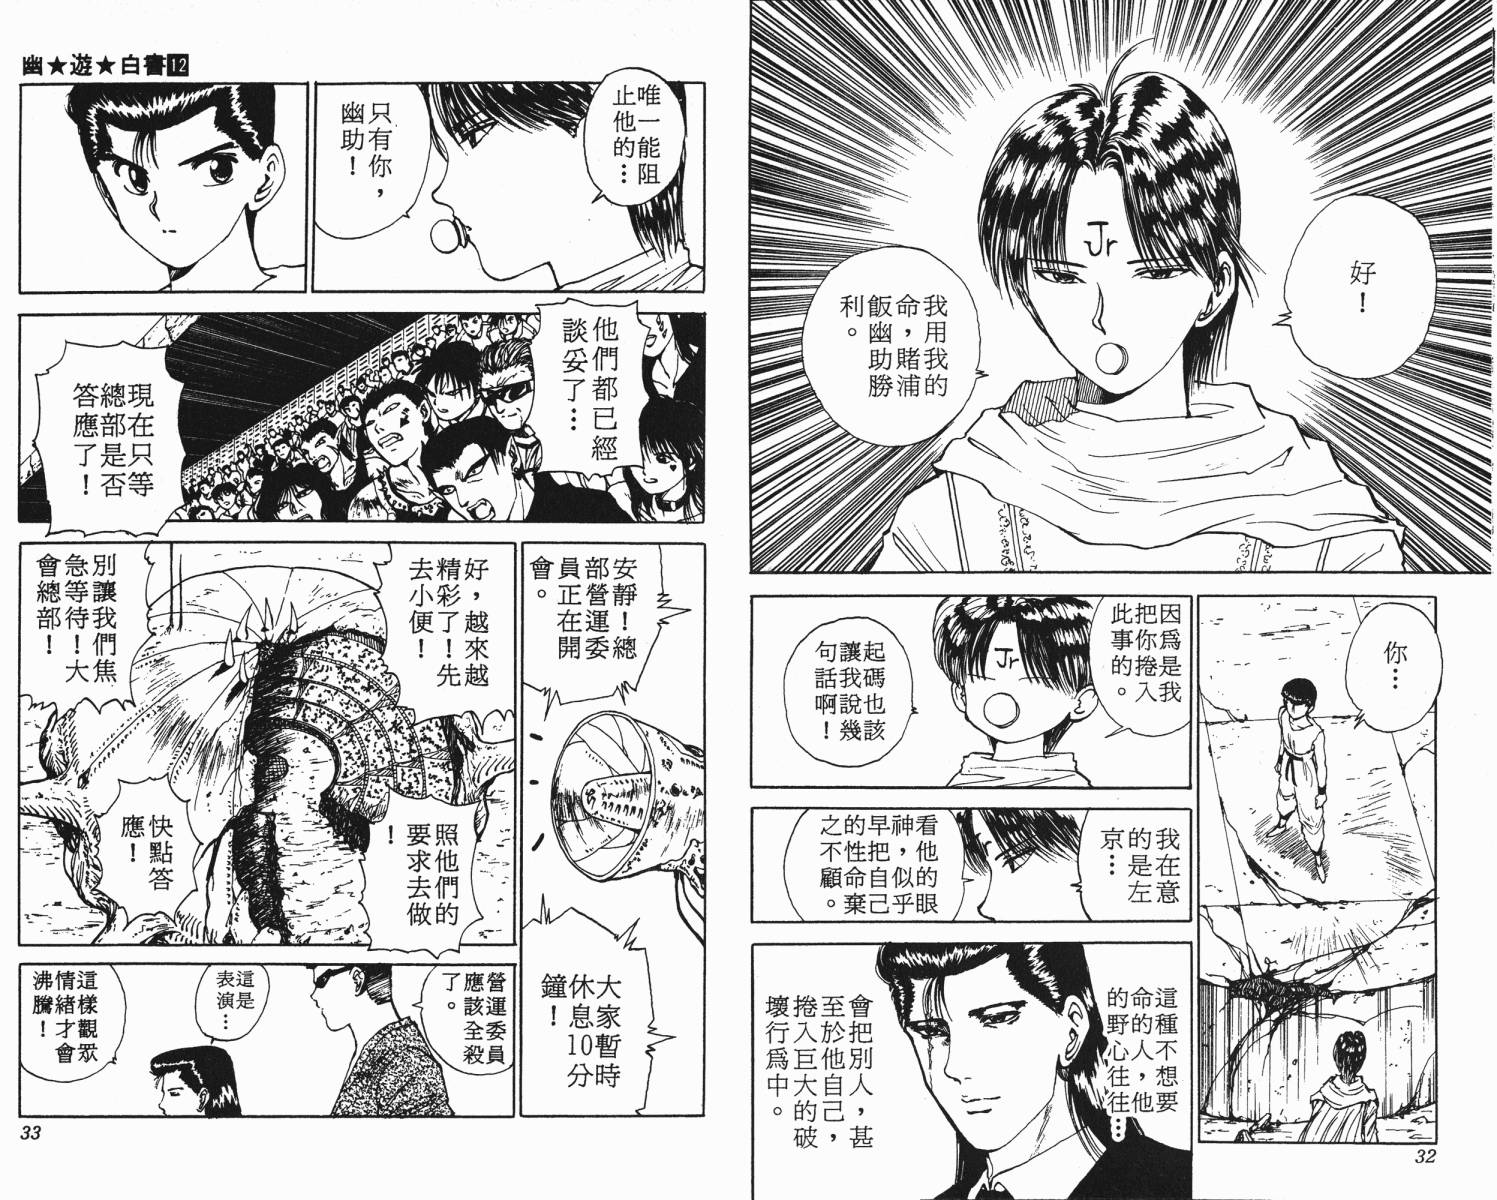 好！
我用我的
命，賭浦
飯幽助勝
利。
Jr
你…
因爲是我
把你捲入
此事的。
起碼也該
讓我說幾
句話啊！
Jr
我在意
的是左
京…
看他的眼
神，似乎
早把自己
的性命棄
之不顧。
這種不想要
命的人，他
的野心往往…
會把別人，甚
至於他自己，
捲入巨大的破
壞行爲中。
32
幽★遊★白書12
唯一能阻
止他的…
只有你，
幽助！
他們都已經
談妥了…
現在只等
總部是否
答應了！
安靜！總
部營運委
員正在開
會。
大家暫時
休息10分
鐘！
好，越來越
精彩了！先
去小便！
別讓我們焦
急等待！大
會總部！
照他們的
要求去做
！
快點答
應！
營運委員
應該全殺
了。
這是
表演…
這樣觀眾
情緒才會
沸騰！
33